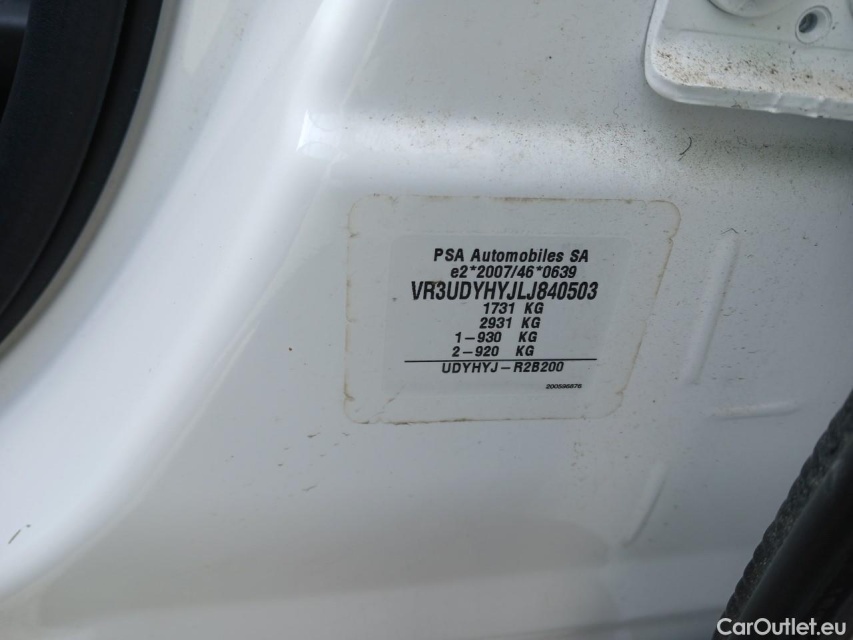 PSA Automobiles SA
e2*2007/46*0639
VR3UDYHYJLJ840503
1731 KG
2931 KG
1-930 KG
2-920 KG
UDYHYJ-R2B200
200598878
CarOutlet.eu